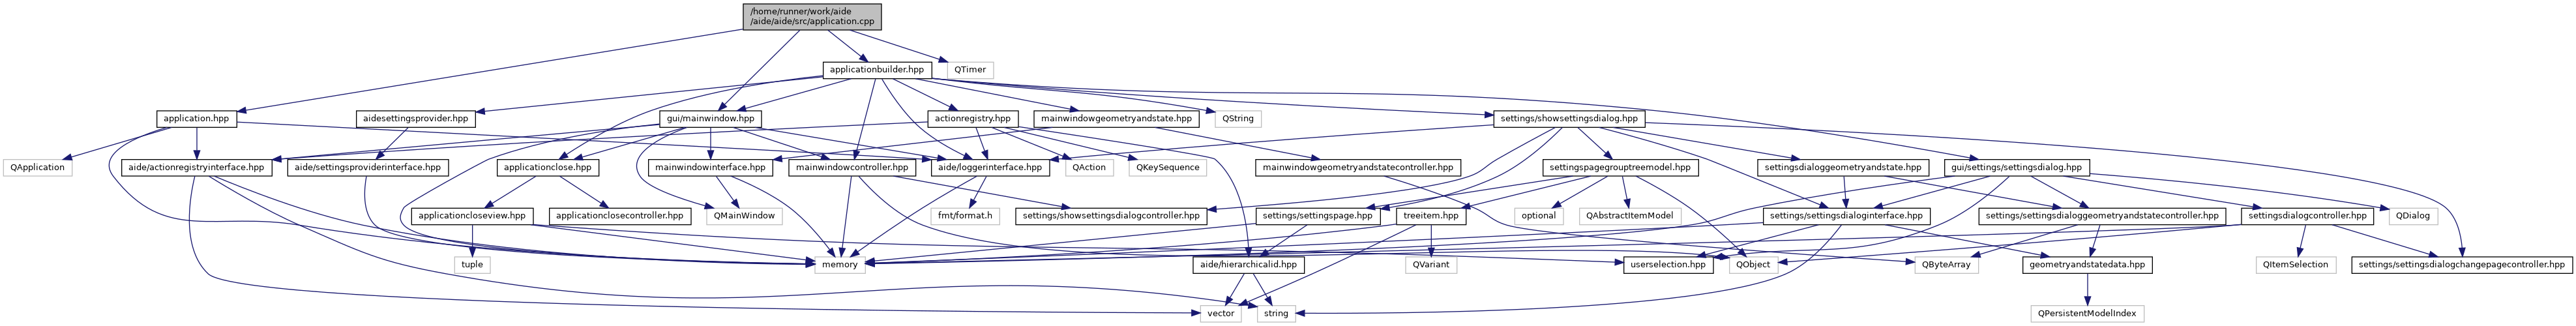 /home/runner/work/aide
/aide/aide/src/application.cpp
applicationbuilder.hpp
QTimer
application.hpp
aidesettingsprovider.hpp
gui/mainwindow.hpp
actionregistry.hpp
mainwindowgeometryandstate.hpp
QString
settings/showsettingsdialog.hpp
QApplication
aide/actionregistryinterface.hpp
aide/settingsproviderinterface.hpp
applicationclose.hpp
mainwindowinterface.hpp
mainwindowcontroller.hpp
aide/loggerinterface.hpp
QAction
QKeySequence
mainwindowgeometryandstatecontroller.hpp
settingspagegrouptreemodel.hpp
settingsdialoggeometryandstate.hpp
gui/settings/settingsdialog.hpp
applicationcloseview.hpp
applicationclosecontroller.hpp
QMainWindow
fmt/format.h
settings/showsettingsdialogcontroller.hpp
settings/settingspage.hpp
treeitem.hpp
optional
QAbstractItemModel
settings/settingsdialoginterface.hpp
settings/settingsdialoggeometryandstatecontroller.hpp
settingsdialogcontroller.hpp
QDialog
tuple
memory
aide/hierarchicalid.hpp
QVariant
userselection.hpp
QObject
QByteArray
geometryandstatedata.hpp
QItemSelection
settings/settingsdialogchangepagecontroller.hpp
vector
string
QPersistentModelIndex